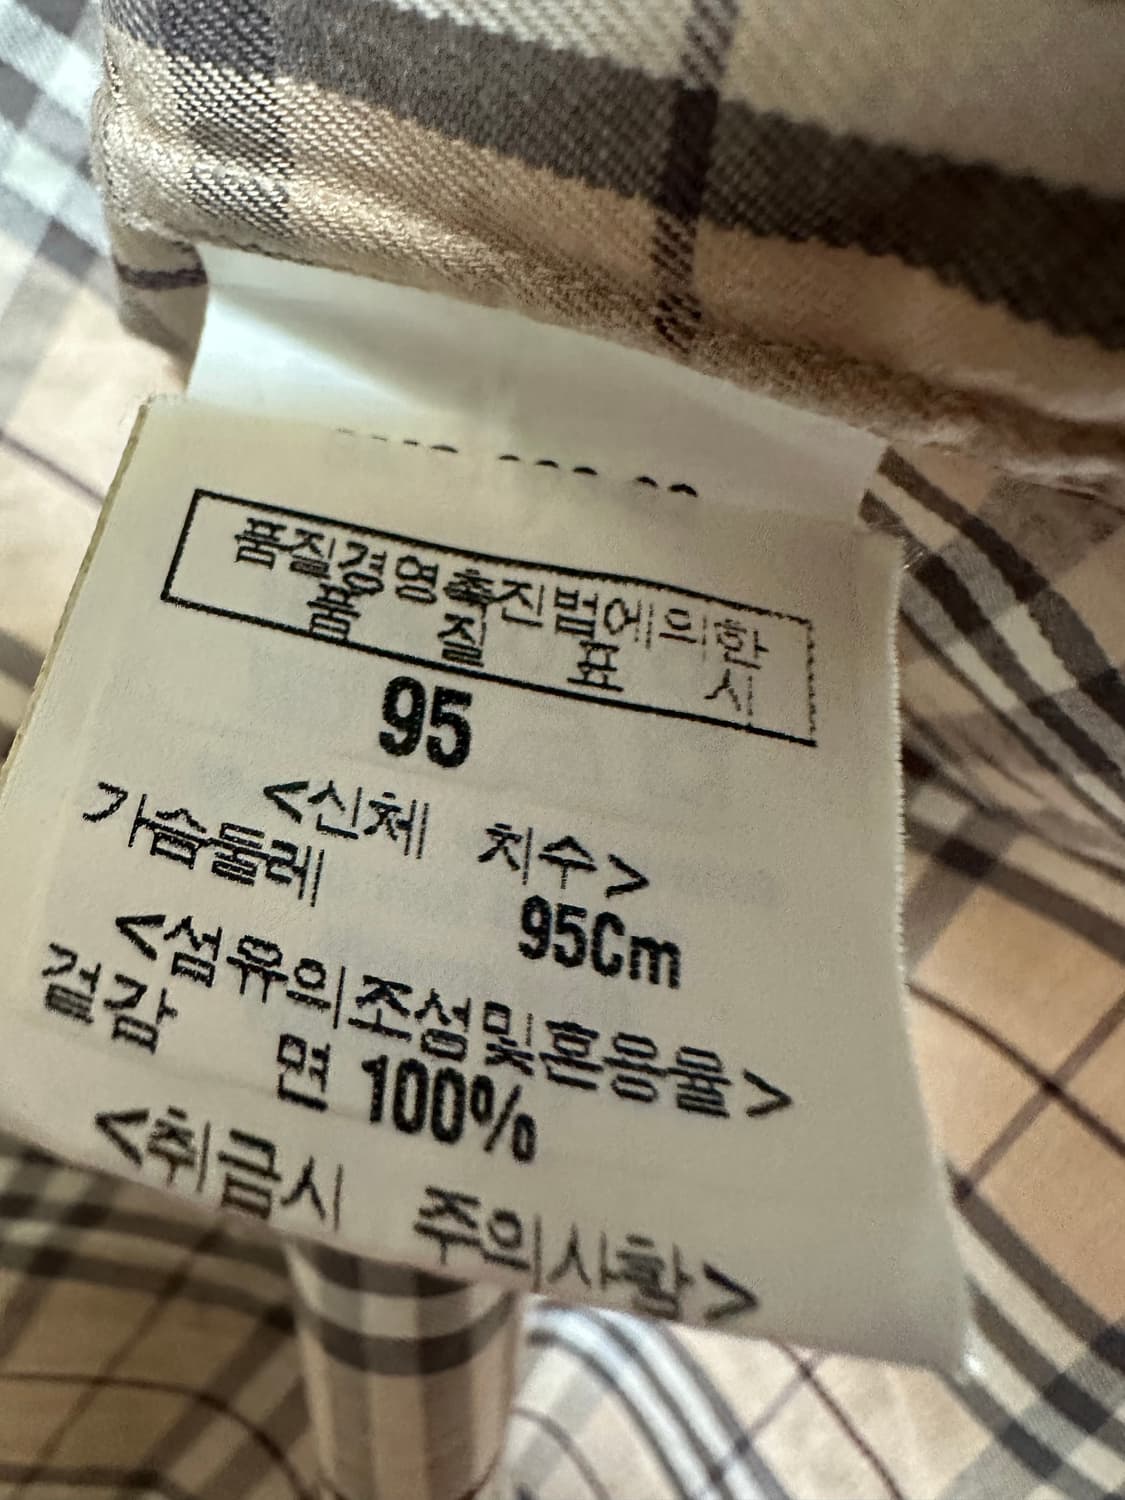 품질경영촉진법에의한
품 질 표 시
95
<신체 치수>
가슴둘레 95Cm
<섬유의조성및혼용율>
겉감 면 100%
<취급시 주의사항>